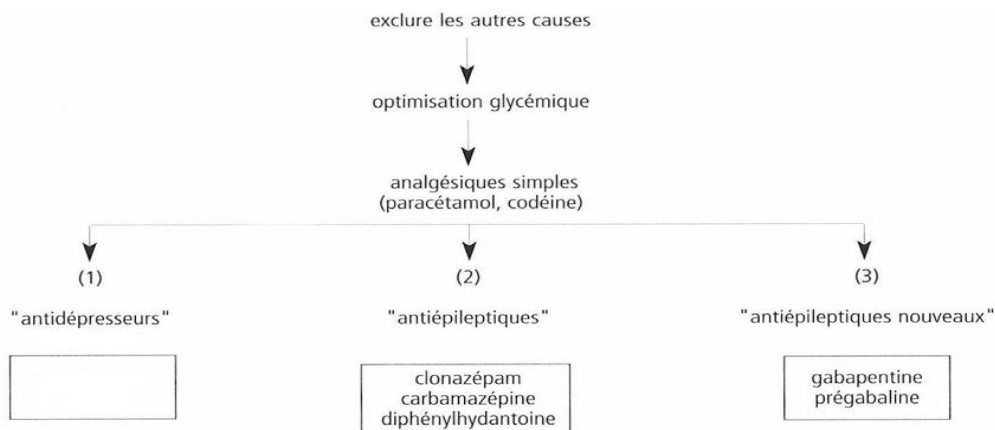 exclure les autres causes
optimisation glycémique
analgésiques simples
(paracétamol, codéine)
(1)
(2)
(3)
"antidépresseurs"
"antiépileptiques"
"antiépileptiques nouveaux"
clonazépam
carbamazépine
diphénylhydantoine
gabapentine
prégabaline